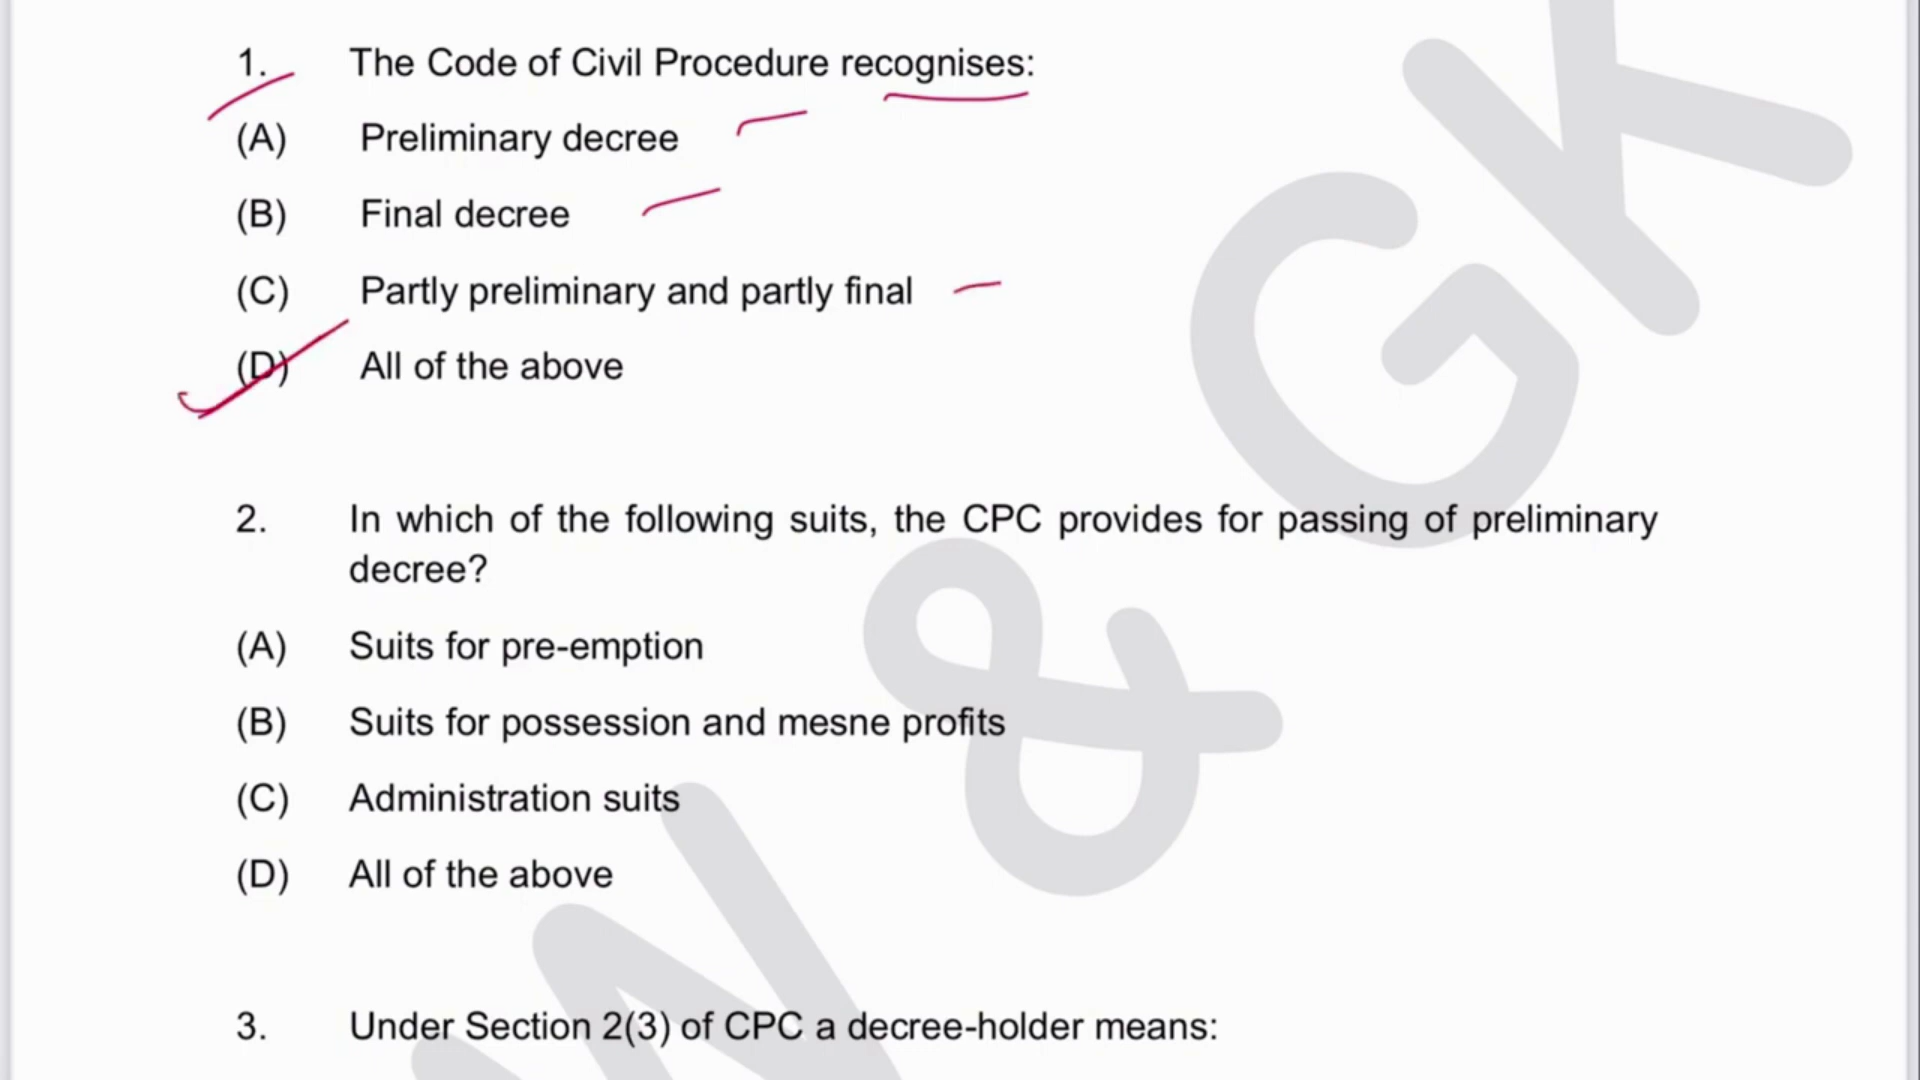 1. The Code of Civil Procedure recognises:
(A) Preliminary decree
(B) Final decree
(C) Partly preliminary and partly final
(D) All of the above
2. In which of the following suits, the CPC provides for passing of preliminary
decree?
(A) Suits for pre-emption
(B) Suits for possession and mesne profits
(C) Administration suits
(D) All of the above
3. Under Section 2(3) of CPC a decree-holder means:
W & GK